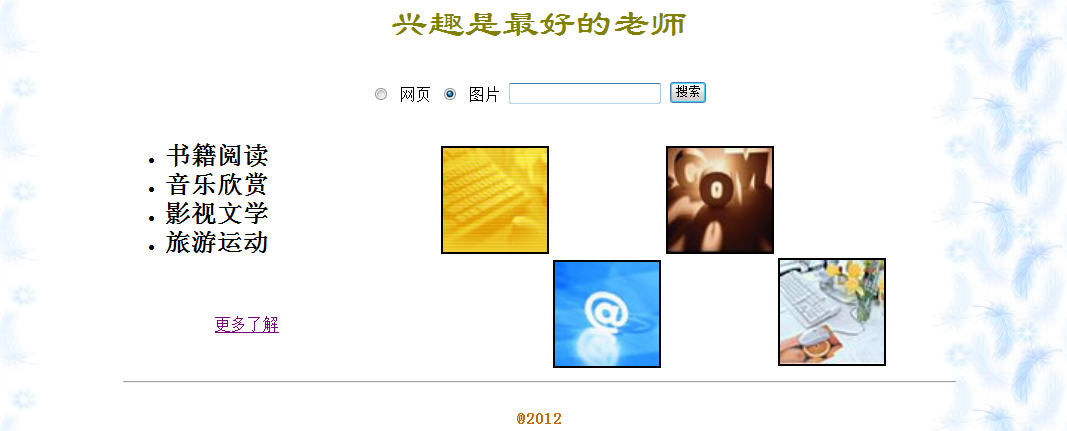 兴趣是最好的老师
网页 图片 搜索
书籍阅读
音乐欣赏
影视文学
旅游运动
更多了解
COM
@
@2012